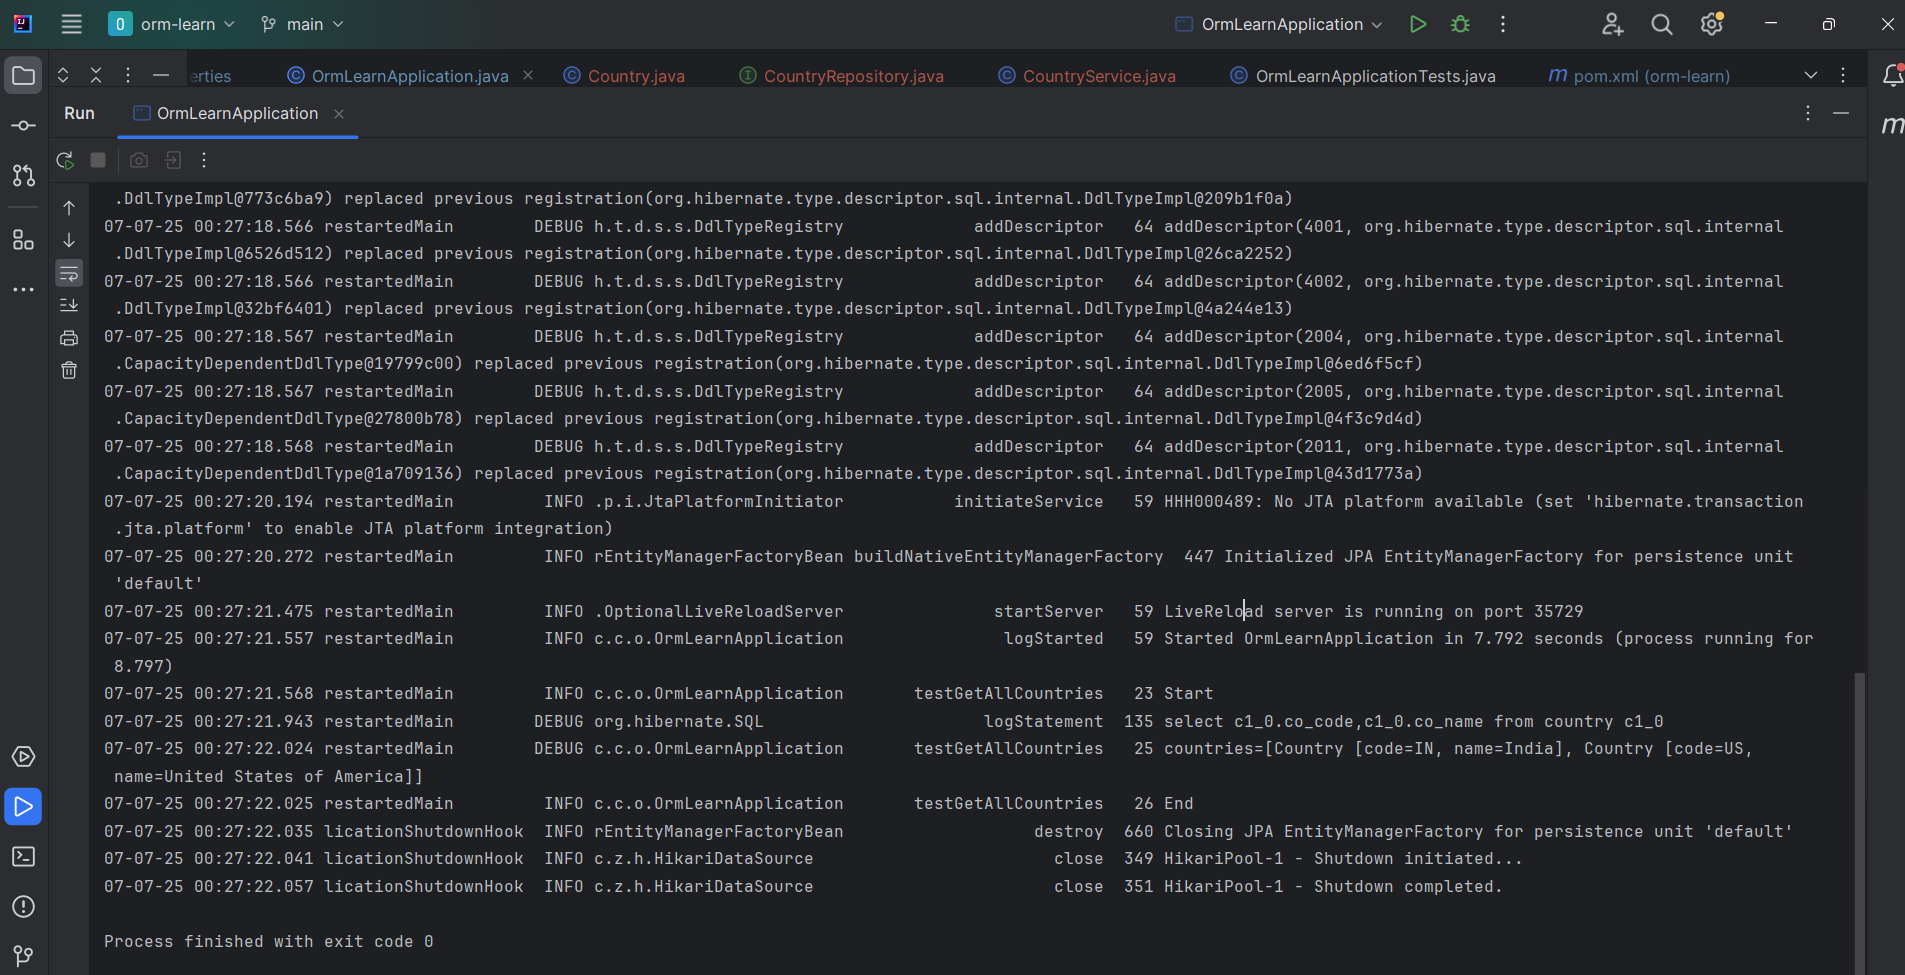 orm-learn
main
OrmLearnApplication
erties
OrmLearnApplication.java
Country.java
CountryRepository.java
CountryService.java
OrmLearnApplicationTests.java
pom.xml (orm-learn)
Run
OrmLearnApplication
.DdlTypeImpl@773c6ba9) replaced previous registration(org.hibernate.type.descriptor.sql.internal.DdlTypeImpl@209b1f0a)
07-07-25 00:27:18.566 restartedMain DEBUG h.t.d.s.s.DdlTypeRegistry addDescriptor 64 addDescriptor(4001, org.hibernate.type.descriptor.sql.internal
.DdlTypeImpl@6526d512) replaced previous registration(org.hibernate.type.descriptor.sql.internal.DdlTypeImpl@26ca2252)
07-07-25 00:27:18.566 restartedMain DEBUG h.t.d.s.s.DdlTypeRegistry addDescriptor 64 addDescriptor(4002, org.hibernate.type.descriptor.sql.internal
.DdlTypeImpl@32bf6401) replaced previous registration(org.hibernate.type.descriptor.sql.internal.DdlTypeImpl@4a244e13)
07-07-25 00:27:18.567 restartedMain DEBUG h.t.d.s.s.DdlTypeRegistry addDescriptor 64 addDescriptor(2004, org.hibernate.type.descriptor.sql.internal
.CapacityDependentDdlType@19799c00) replaced previous registration(org.hibernate.type.descriptor.sql.internal.DdlTypeImpl@6ed6f5cf)
07-07-25 00:27:18.567 restartedMain DEBUG h.t.d.s.s.DdlTypeRegistry addDescriptor 64 addDescriptor(2005, org.hibernate.type.descriptor.sql.internal
.CapacityDependentDdlType@27800b78) replaced previous registration(org.hibernate.type.descriptor.sql.internal.DdlTypeImpl@4f3c9d4d)
07-07-25 00:27:18.568 restartedMain DEBUG h.t.d.s.s.DdlTypeRegistry addDescriptor 64 addDescriptor(2011, org.hibernate.type.descriptor.sql.internal
.CapacityDependentDdlType@1a709136) replaced previous registration(org.hibernate.type.descriptor.sql.internal.DdlTypeImpl@43d1773a)
07-07-25 00:27:20.194 restartedMain INFO .p.i.JtaPlatformInitiator initiateService 59 HHH000489: No JTA platform available (set 'hibernate.transaction
.jta.platform' to enable JTA platform integration)
07-07-25 00:27:20.272 restartedMain INFO rEntityManagerFactoryBean buildNativeEntityManagerFactory 447 Initialized JPA EntityManagerFactory for persistence unit
'default'
07-07-25 00:27:21.475 restartedMain INFO .OptionalLiveReloadServer startServer 59 LiveReload server is running on port 35729
07-07-25 00:27:21.557 restartedMain INFO c.c.o.OrmLearnApplication logStarted 59 Started OrmLearnApplication in 7.792 seconds (process running for
8.797)
07-07-25 00:27:21.568 restartedMain INFO c.c.o.OrmLearnApplication testGetAllCountries 23 Start
07-07-25 00:27:21.943 restartedMain DEBUG org.hibernate.SQL logStatement 135 select c1_0.co_code,c1_0.co_name from country c1_0
07-07-25 00:27:22.024 restartedMain DEBUG c.c.o.OrmLearnApplication testGetAllCountries 25 countries=[Country [code=IN, name=India], Country [code=US,
name=United States of America]]
07-07-25 00:27:22.025 restartedMain INFO c.c.o.OrmLearnApplication testGetAllCountries 26 End
07-07-25 00:27:22.035 licationShutdownHook INFO rEntityManagerFactoryBean destroy 660 Closing JPA EntityManagerFactory for persistence unit 'default'
07-07-25 00:27:22.041 licationShutdownHook INFO c.z.h.HikariDataSource close 349 HikariPool-1 - Shutdown initiated...
07-07-25 00:27:22.057 licationShutdownHook INFO c.z.h.HikariDataSource close 351 HikariPool-1 - Shutdown completed.
Process finished with exit code 0